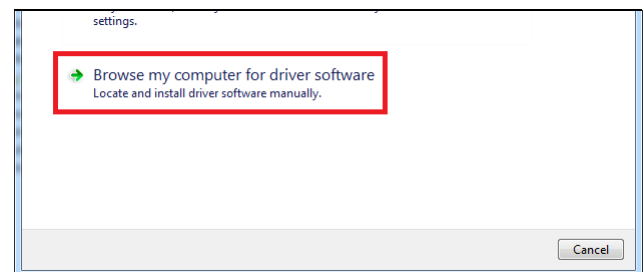 settings.
Browse my computer for driver software
Locate and install driver software manually.
Cancel